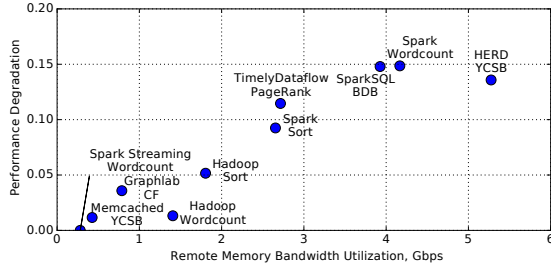 0.20
0.15
0.10
0.05
0.00
Performance Degradation
Spark
Wordcount
HERD
YCSB
TimelyDataflow
PageRank
SparkSQL
BDB
Spark
Sort
Spark Streaming
Wordcount
Graphlab
CF
Hadoop
Sort
Memcached
YCSB
Hadoop
Wordcount
0 1 2 3 4 5 6
Remote Memory Bandwidth Utilization, Gbps